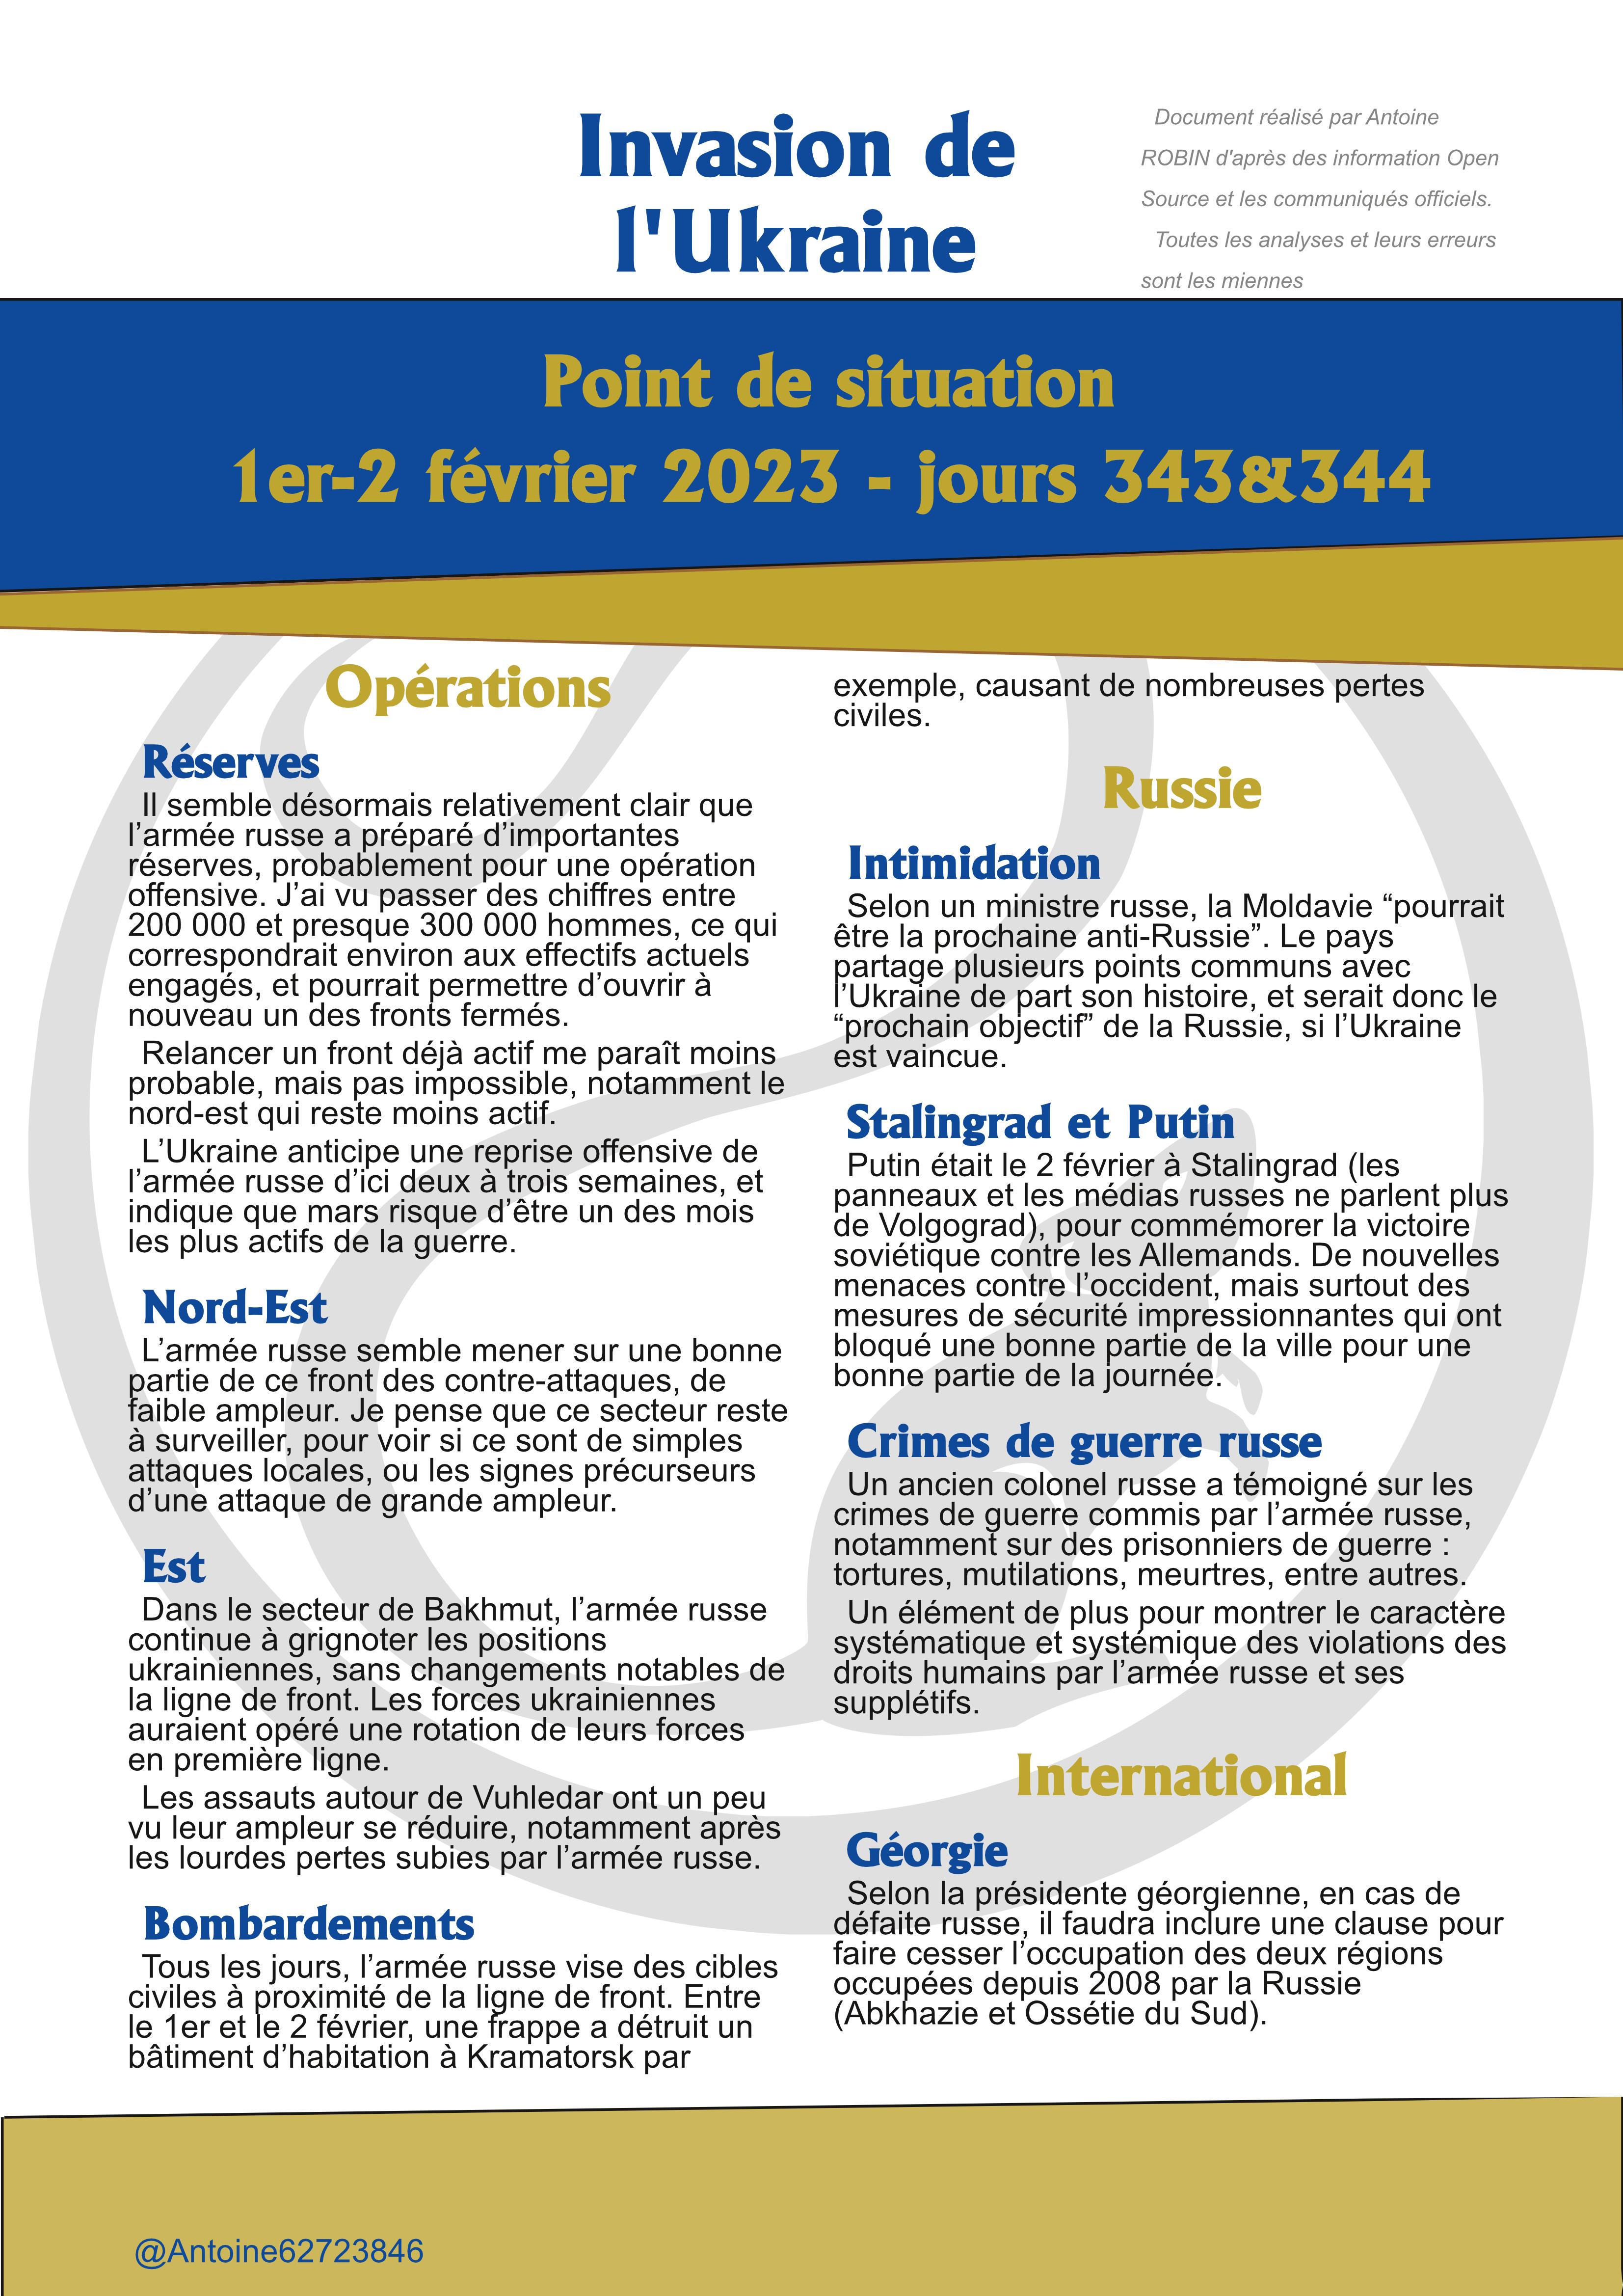 Invasion de
l'Ukraine
Document réalisé par Antoine
ROBIN d'après des information Open
Source et les communiqués officiels.
Toutes les analyses et leurs erreurs
sont les miennes
Point de situation
1er-2 février 2023 - jours 343&344
Opérations
Réserves
Il semble désormais relativement clair que
l’armée russe a préparé d’importantes
réserves, probablement pour une opération
offensive. J’ai vu passer des chiffres entre
200 000 et presque 300 000 hommes, ce qui
correspondrait environ aux effectifs actuels
engagés, et pourrait permettre d’ouvrir à
nouveau un des fronts fermés.
Relancer un front déjà actif me paraît moins
probable, mais pas impossible, notamment le
nord-est qui reste moins actif.
L’Ukraine anticipe une reprise offensive de
l’armée russe d’ici deux à trois semaines, et
indique que mars risque d’être un des mois
les plus actifs de la guerre.
Nord-Est
L’armée russe semble mener sur une bonne
partie de ce front des contre-attaques, de
faible ampleur. Je pense que ce secteur reste
à surveiller, pour voir si ce sont de simples
attaques locales, ou les signes précurseurs
d’une attaque de grande ampleur.
Est
Dans le secteur de Bakhmut, l’armée russe
continue à grignoter les positions
ukrainiennes, sans changements notables de
la ligne de front. Les forces ukrainiennes
auraient opéré une rotation de leurs forces
en première ligne.
Les assauts autour de Vuhledar ont un peu
vu leur ampleur se réduire, notamment après
les lourdes pertes subies par l’armée russe.
Bombardements
Tous les jours, l’armée russe vise des cibles
civiles à proximité de la ligne de front. Entre
le 1er et le 2 février, une frappe a détruit un
bâtiment d’habitation à Kramatorsk par
exemple, causant de nombreuses pertes
civiles.
Russie
Intimidation
Selon un ministre russe, la Moldavie “pourrait
être la prochaine anti-Russie”. Le pays
partage plusieurs points communs avec
l’Ukraine de part son histoire, et serait donc le
“prochain objectif” de la Russie, si l’Ukraine
est vaincue.
Stalingrad et Putin
Putin était le 2 février à Stalingrad (les
panneaux et les médias russes ne parlent plus
de Volgograd), pour commémorer la victoire
soviétique contre les Allemands. De nouvelles
menaces contre l’occident, mais surtout des
mesures de sécurité impressionnantes qui ont
bloqué une bonne partie de la ville pour une
bonne partie de la journée.
Crimes de guerre russe
Un ancien colonel russe a témoigné sur les
crimes de guerre commis par l’armée russe,
notamment sur des prisonniers de guerre :
tortures, mutilations, meurtres, entre autres.
Un élément de plus pour montrer le caractère
systématique et systémique des violations des
droits humains par l’armée russe et ses
supplétifs.
International
Géorgie
Selon la présidente géorgienne, en cas de
défaite russe, il faudra inclure une clause pour
faire cesser l’occupation des deux régions
occupées depuis 2008 par la Russie
(Abkhazie et Ossétie du Sud).
@Antoine62723846